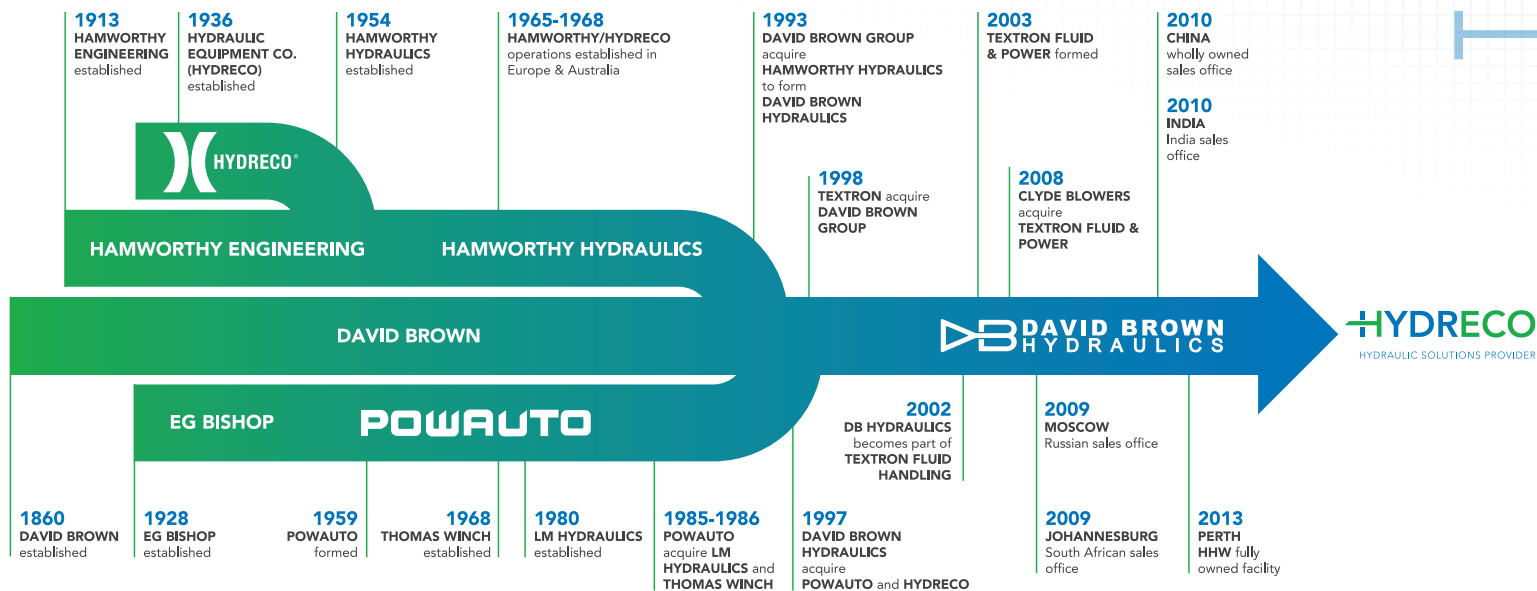 1913
HAMWORTHY
ENGINEERING
established
1936
HYDRAULIC
EQUIPMENT CO.
(HYDRECO)
established
1954
HAMWORTHY
HYDRAULICS
established
1965-1968
HAMWORTHY/HYDRECO
operations established in
Europe & Australia
1993
DAVID BROWN GROUP
acquire
HAMWORTHY HYDRAULICS
to form
DAVID BROWN
HYDRAULICS
2003
TEXTRON FLUID
& POWER formed
2010
CHINA
wholly owned
sales office
2010
INDIA
India sales
office
1998
TEXTRON acquire
DAVID BROWN
GROUP
2008
CLYDE BLOWERS
acquire
TEXTRON FLUID &
POWER
HYDRECO®
HAMWORTHY ENGINEERING
HAMWORTHY HYDRAULICS
DAVID BROWN
DB DAVID BROWN
HYDRAULICS
HYDRECO
HYDRAULIC SOLUTIONS PROVIDER
EG BISHOP
POWAUTO
2002
DB HYDRAULICS
becomes part of
TEXTRON FLUID
HANDLING
2009
MOSCOW
Russian sales office
1860
DAVID BROWN
established
1928
EG BISHOP
established
1959
POWAUTO
formed
1968
THOMAS WINCH
established
1980
LM HYDRAULICS
established
1985-1986
POWAUTO
acquire LM
HYDRAULICS and
THOMAS WINCH
1997
DAVID BROWN
HYDRAULICS
acquire
POWAUTO and HYDRECO
2009
JOHANNESBURG
South African sales
office
2013
PERTH
HHW fully
owned facility